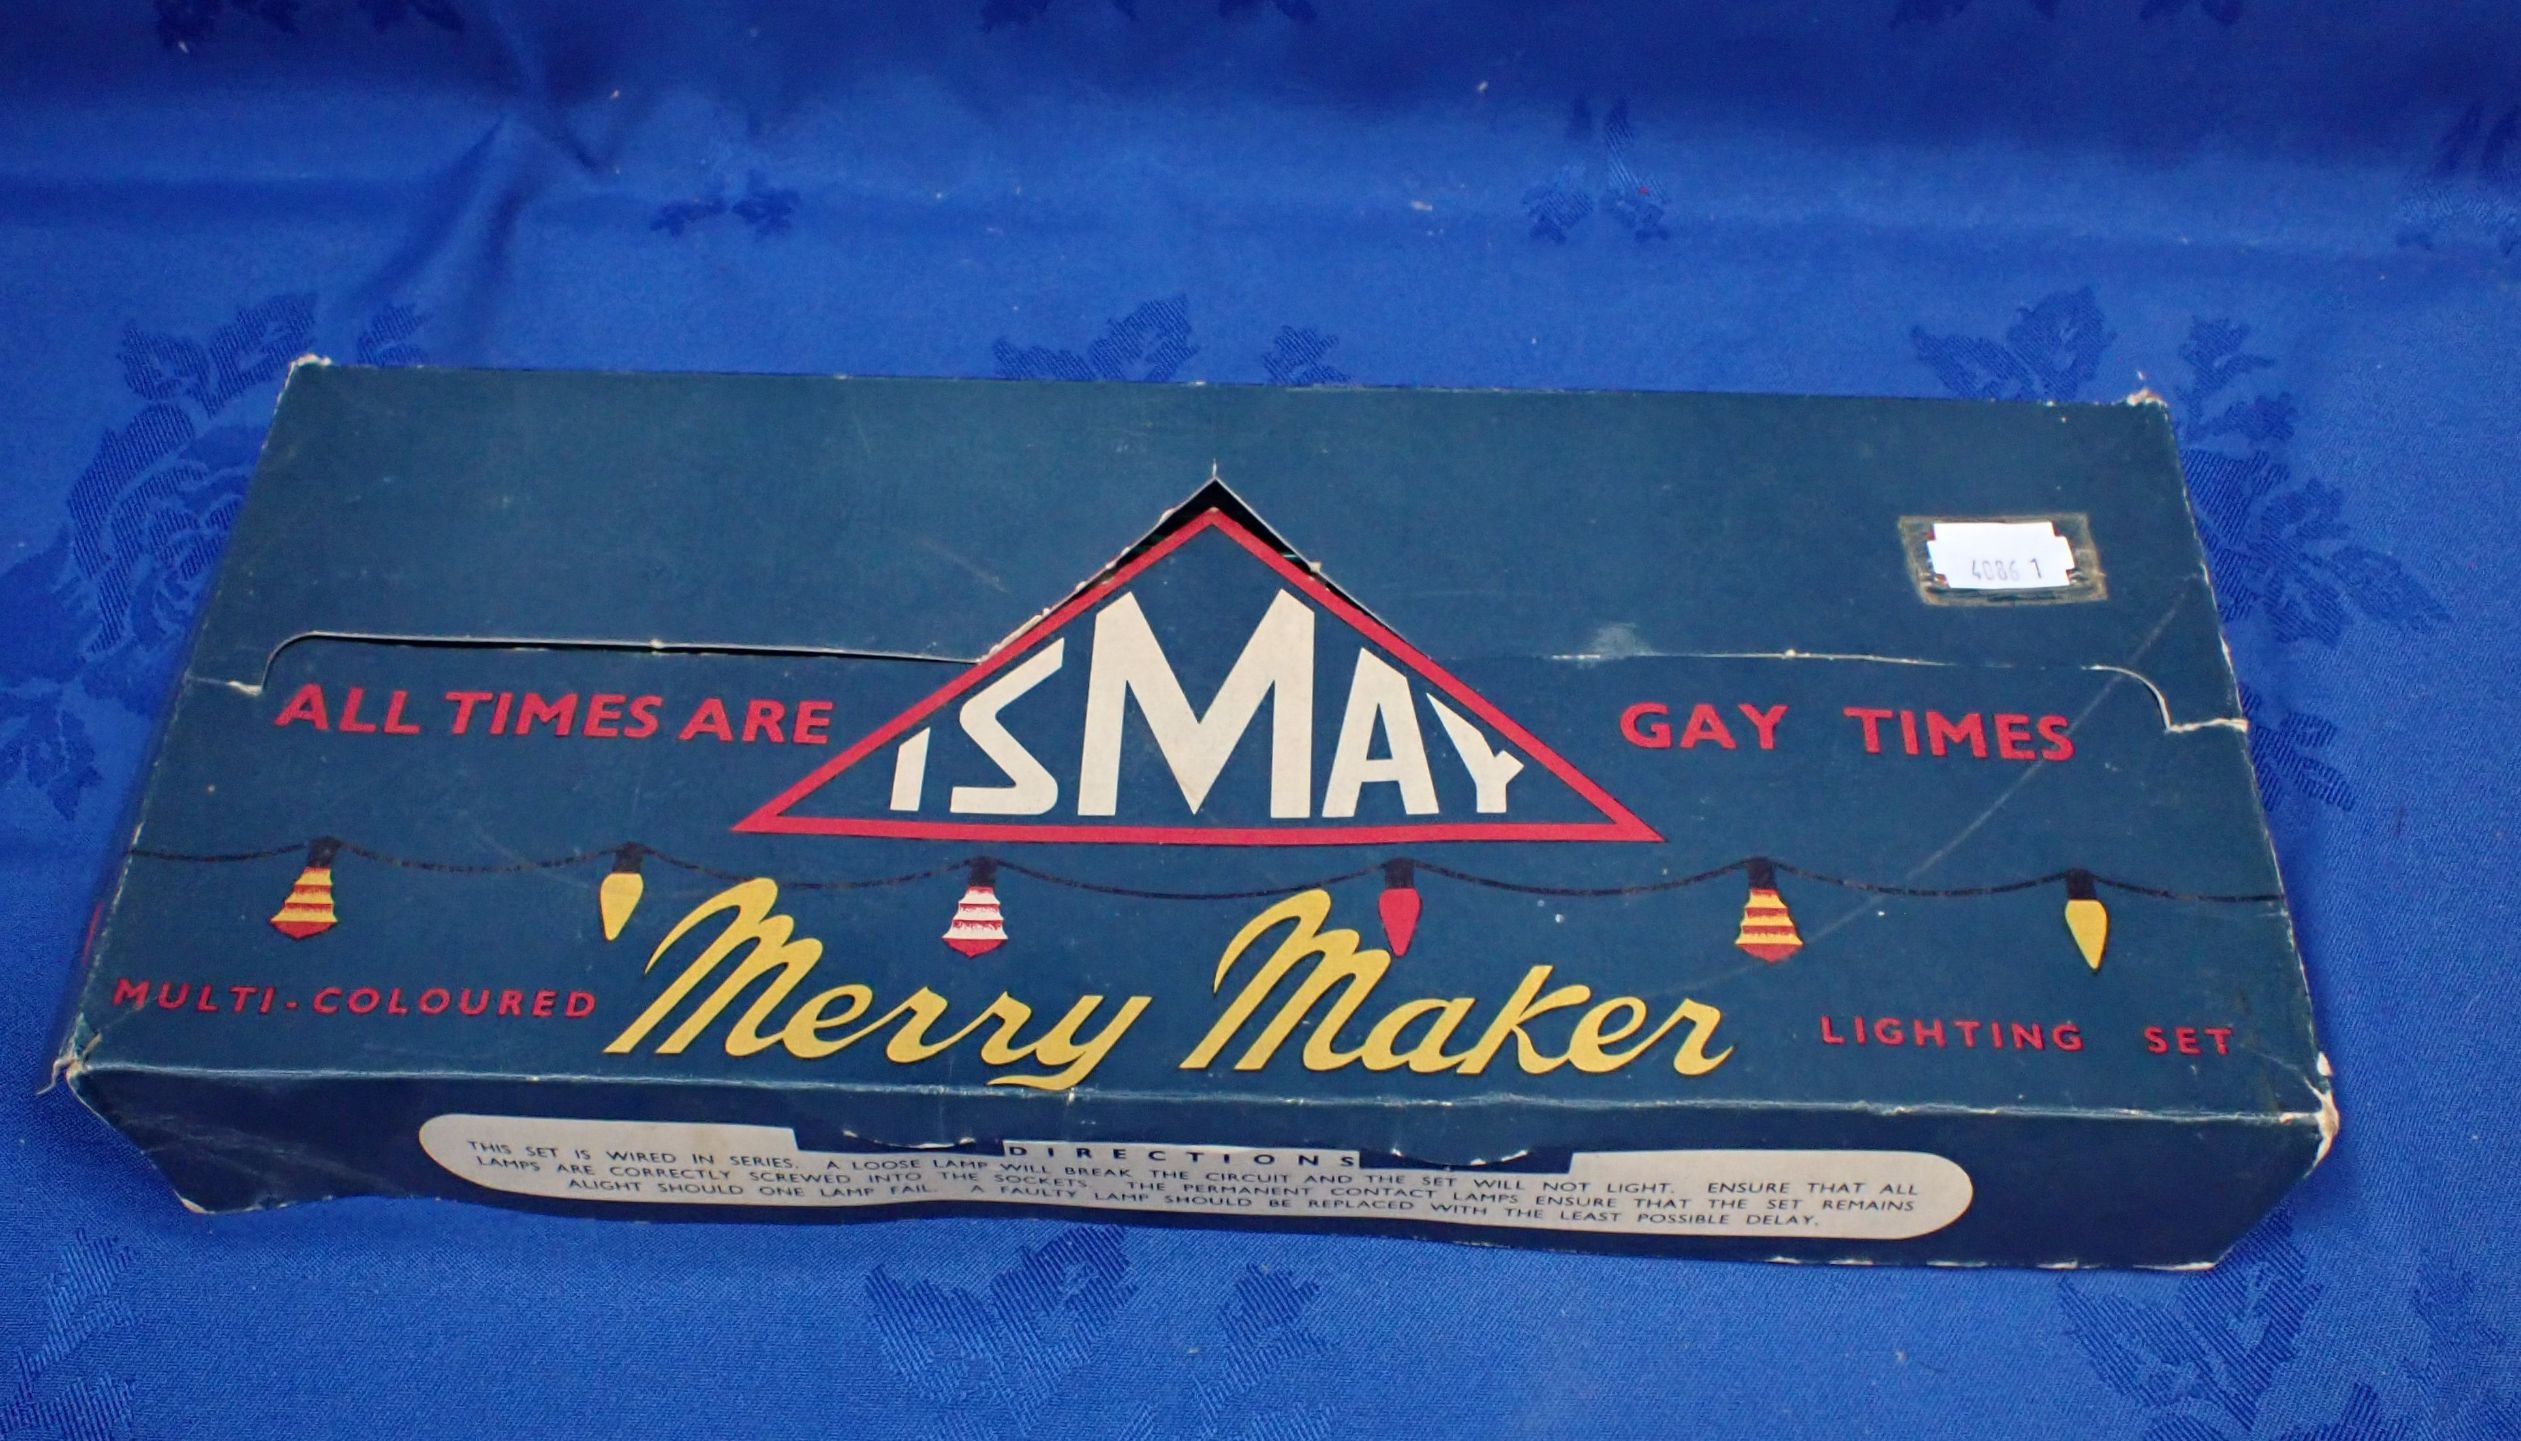 4086 1
ALL TIMES ARE ISMAY GAY TIMES
MULTI-COLOURED Merry Maker LIGHTING SET
DIRECTIONS
THIS SET IS WIRED IN SERIES. A LOOSE LAMP WILL BREAK THE CIRCUIT AND THE SET WILL NOT LIGHT. ENSURE THAT ALL
LAMPS ARE CORRECTLY SCREWED INTO THE SOCKETS. THE PERMANENT CONTACT LAMPS ENSURE THAT THE SET REMAINS
ALIGHT SHOULD ONE LAMP FAIL. A FAULTY LAMP SHOULD BE REPLACED WITH THE LEAST POSSIBLE DELAY.